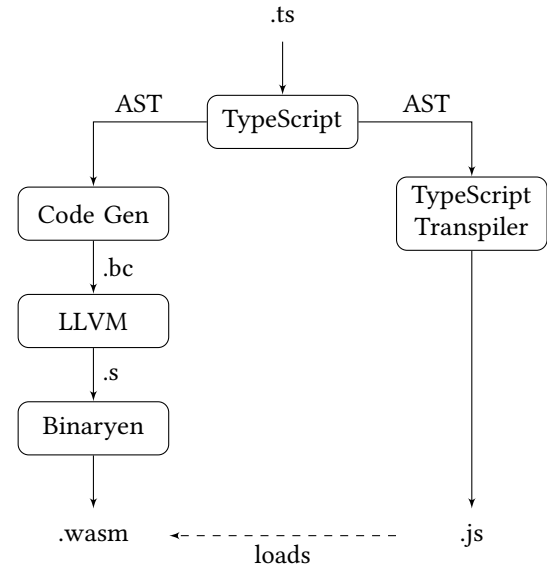 .ts
AST
AST
TypeScript
Code Gen
TypeScript
Transpiler
.bc
LLVM
.s
Binaryen
.wasm
.js
loads